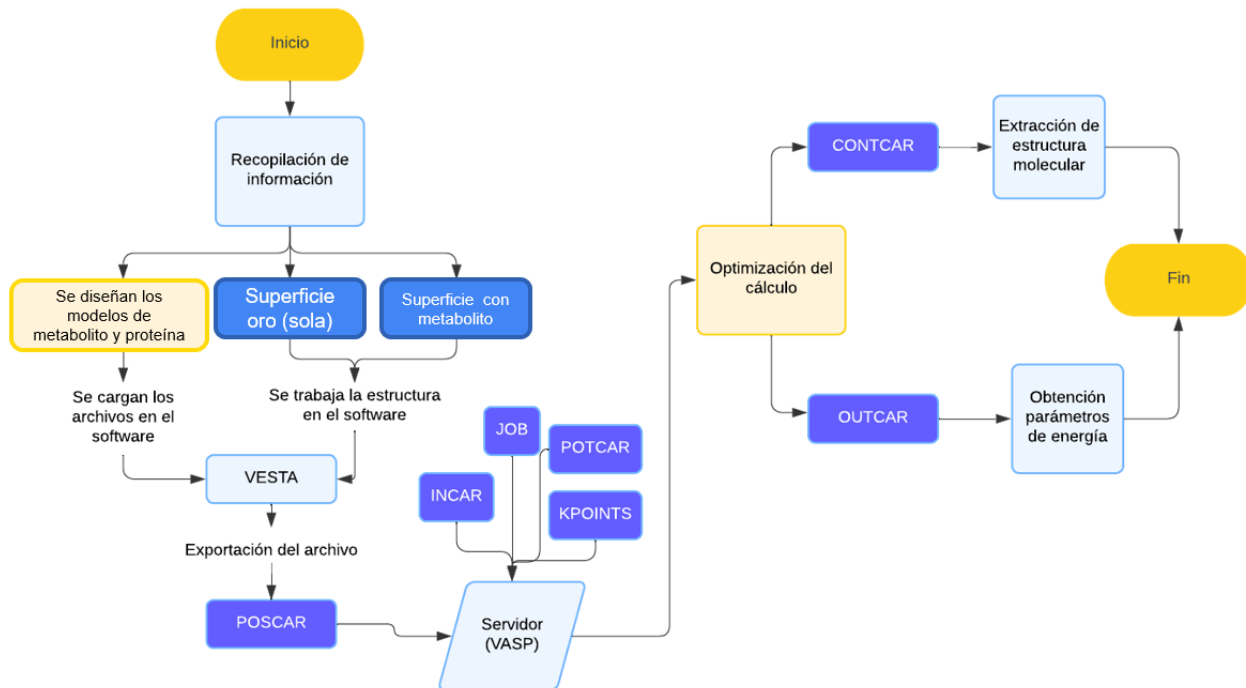 Inicio
Recopilación de
información
Se diseñan los
modelos de
metabolito y proteína
Superficie
oro (sola)
Superficie con
metabolito
Se cargan los
archivos en el
software
Se trabaja la estructura
en el software
VESTA
Exportación del archivo
POSCAR
INCAR
JOB
POTCAR
KPOINTS
Servidor
(VASP)
Optimización del
cálculo
CONTCAR
Extracción de
estructura
molecular
OUTCAR
Obtención
parámetros
de energía
Fin